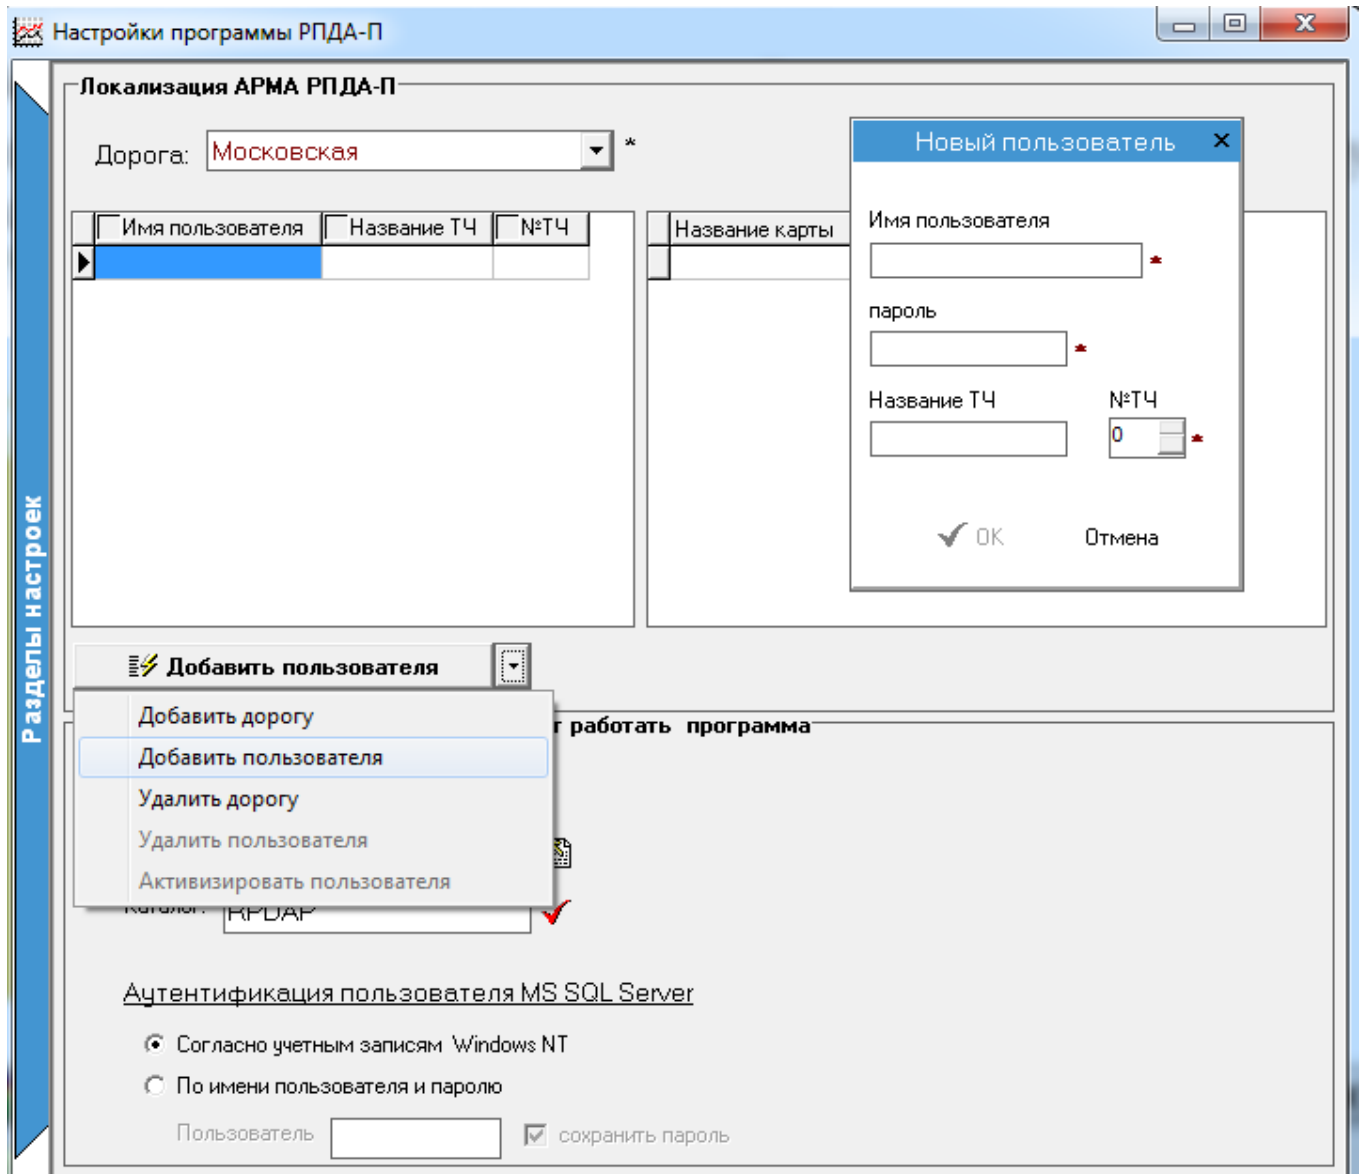 Настройки программы РПДА-П
Локализация АРМА РПДА-П
Дорога: Московская *
Имя пользователя Название ТЧ №ТЧ
Название карты
Новый пользователь
Имя пользователя
*
пароль
*
Название ТЧ №ТЧ
0 *
OK Отмена
Разделы настроек
Добавить пользователя
Добавить дорогу
Добавить пользователя
Удалить дорогу
Удалить пользователя
Активизировать пользователя
работать программа
Каталог: RPDAP
Аутентификация пользователя MS SQL Server
Согласно учетным записям Windows NT
По имени пользователя и паролю
Пользователь сохранить пароль